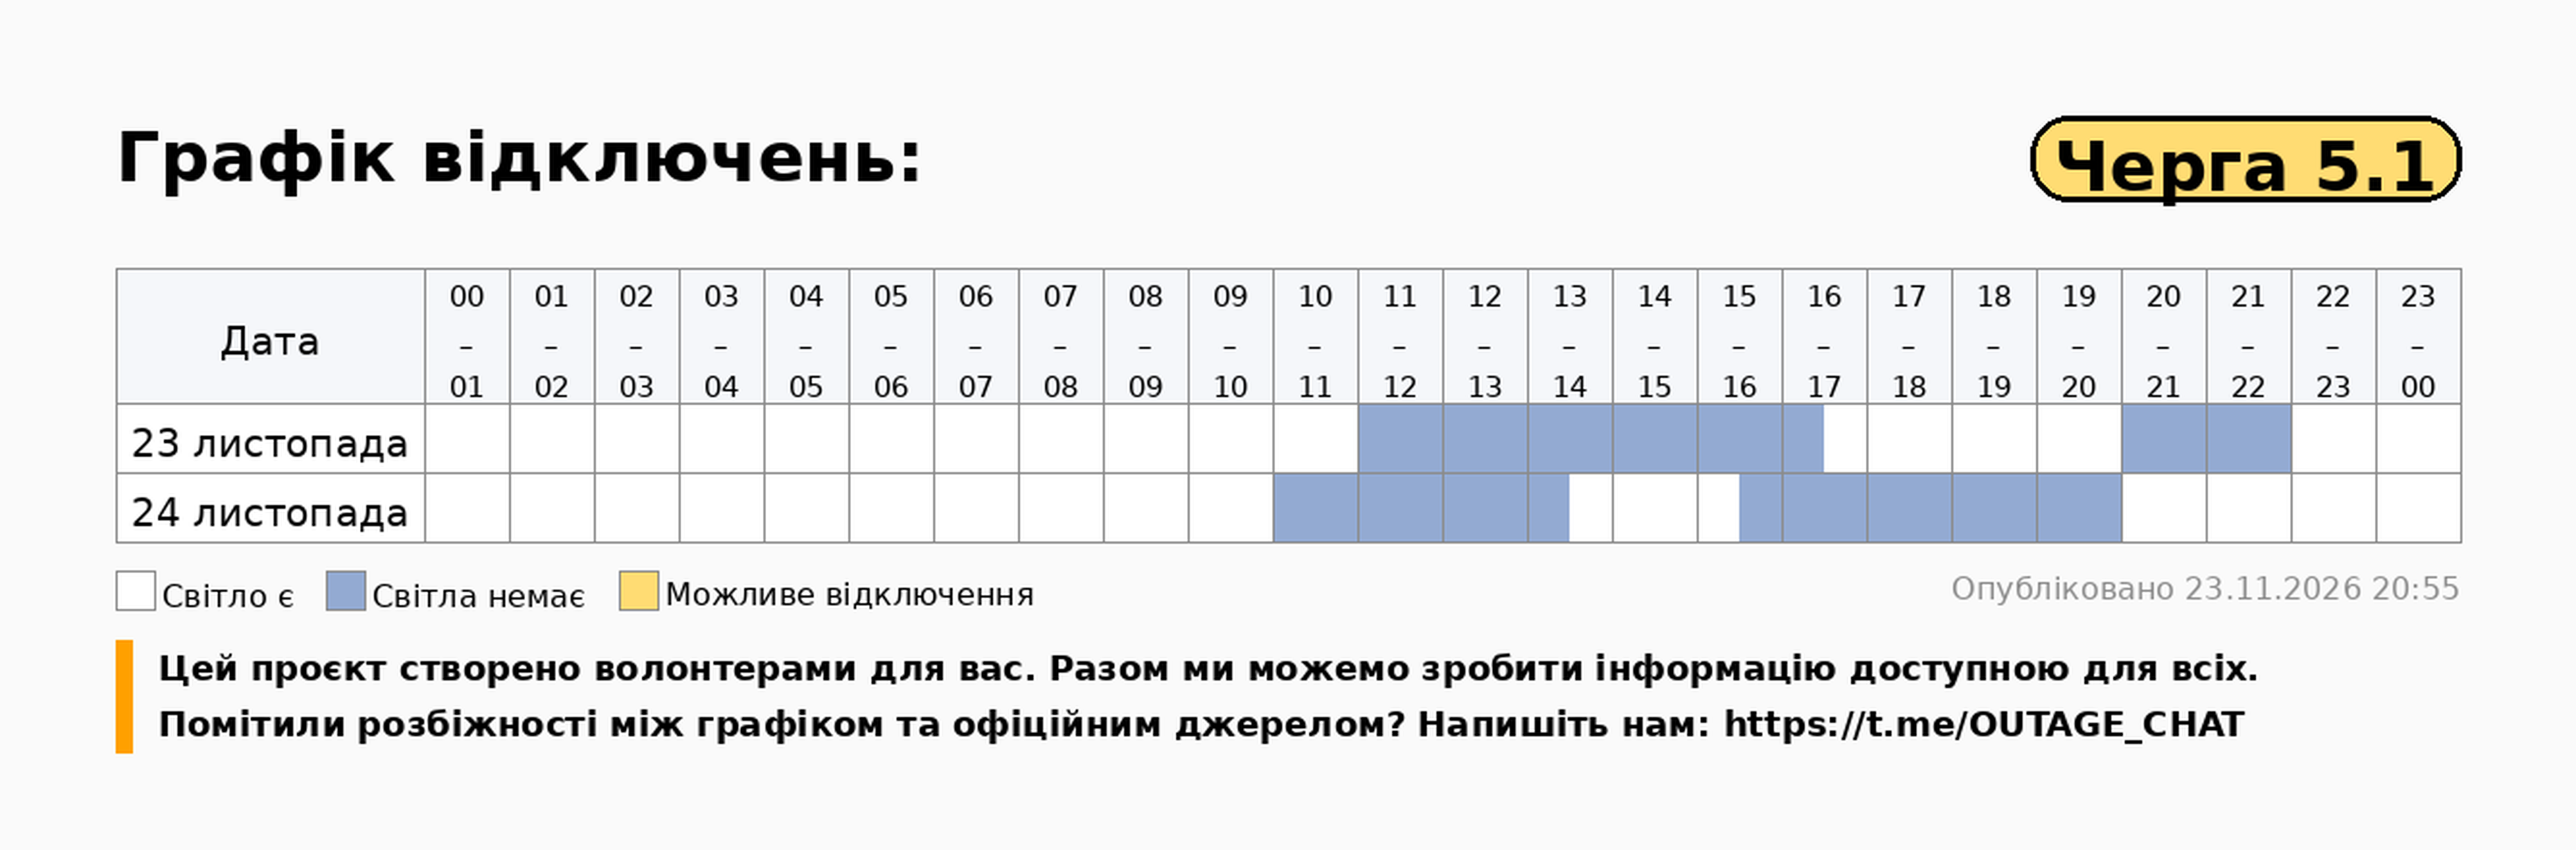 Графік відключень:
Черга 5.1
Дата 00 – 01 01 – 02 02 – 03 03 – 04 04 – 05 05 – 06 06 – 07 07 – 08 08 – 09 09 – 10 10 – 11 11 – 12 12 – 13 13 – 14 14 – 15 15 – 16 16 – 17 17 – 18 18 – 19 19 – 20 20 – 21 21 – 22 22 – 23 23 – 00
23 листопада
24 листопада
Світло є Світла немає Можливе відключення
Опубліковано 23.11.2026 20:55
Цей проєкт створено волонтерами для вас. Разом ми можемо зробити інформацію доступною для всіх.
Помітили розбіжності між графіком та офіційним джерелом? Напишіть нам: https://t.me/OUTAGE_CHAT